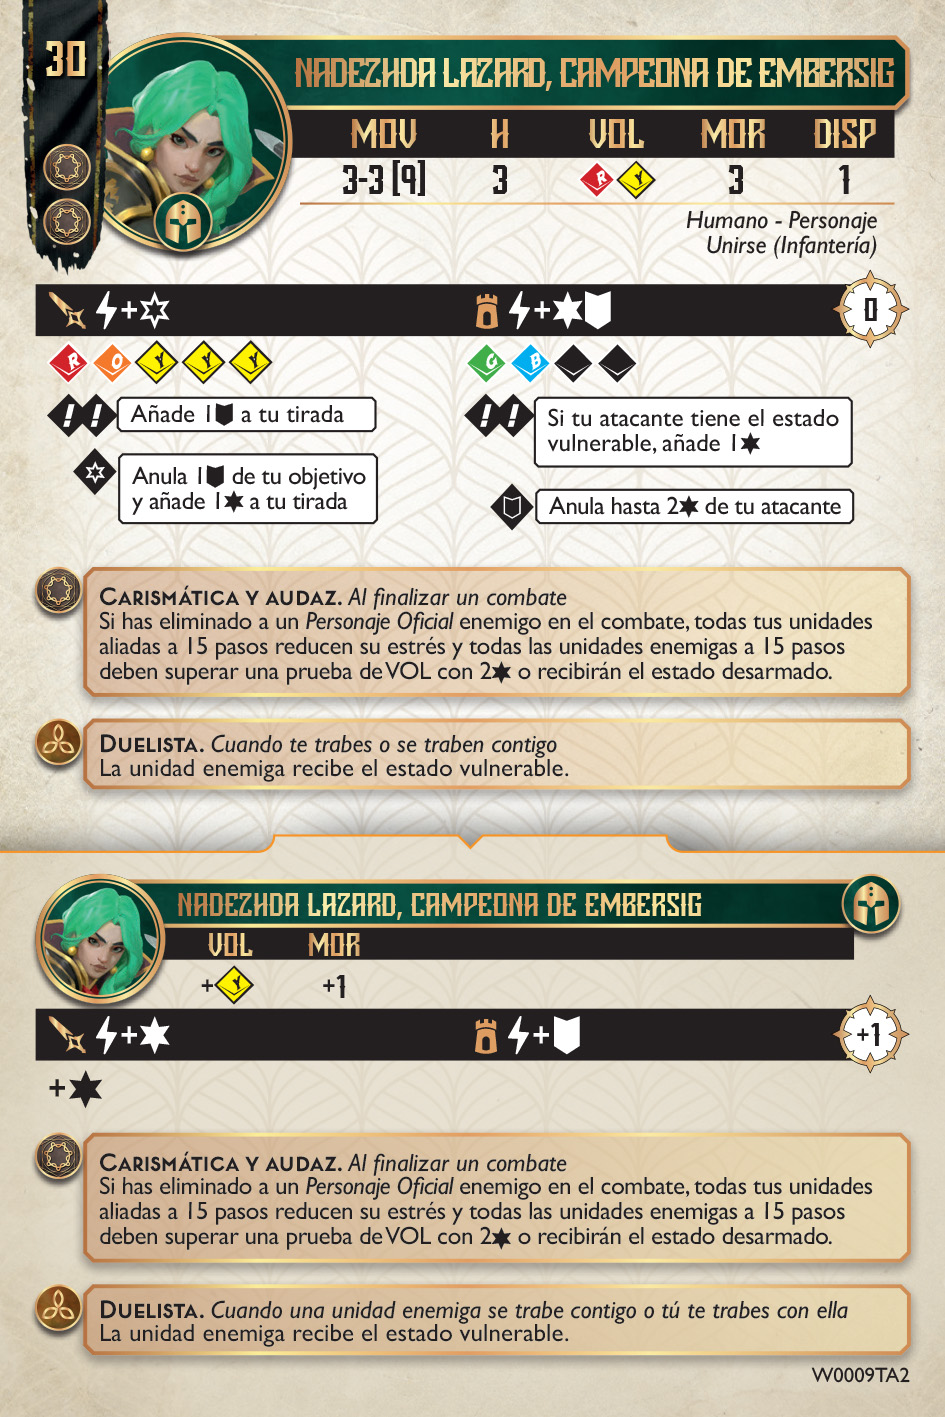 30
NADEZHDA LAZARD, CAMPEONA DE EMBERSIG
MOV H VOL MOR DISP
3-3 [9] 3 R Y 3 1
Humano - Personaje
Unirse (Infantería)
+ + 0
R O Y Y Y G B
!! Añade 1 a tu tirada
!! Si tu atacante tiene el estado
vulnerable, añade 1
Anula 1 de tu objetivo
y añade 1 a tu tirada
Anula hasta 2 de tu atacante
CARISMÁTICA Y AUDAZ. Al finalizar un combate
Si has eliminado a un Personaje Oficial enemigo en el combate, todas tus unidades
aliadas a 15 pasos reducen su estrés y todas las unidades enemigas a 15 pasos
deben superar una prueba de VOL con 2 o recibirán el estado desarmado.
DUELISTA. Cuando te trabes o se traben contigo
La unidad enemiga recibe el estado vulnerable.
NADEZHDA LAZARD, CAMPEONA DE EMBERSIG
VOL MOR
+Y +1
+ + +1
+
CARISMÁTICA Y AUDAZ. Al finalizar un combate
Si has eliminado a un Personaje Oficial enemigo en el combate, todas tus unidades
aliadas a 15 pasos reducen su estrés y todas las unidades enemigas a 15 pasos
deben superar una prueba de VOL con 2 o recibirán el estado desarmado.
DUELISTA. Cuando una unidad enemiga se trabe contigo o tú te trabes con ella
La unidad enemiga recibe el estado vulnerable.
W0009TA2